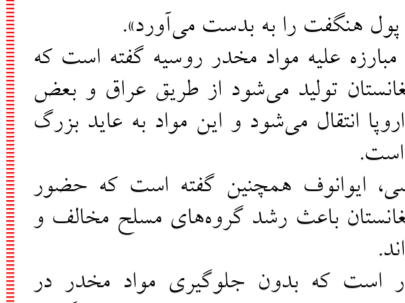 پول هنگفت را به بدست می‌آورد».
مبارزه علیه مواد مخدر روسیه گفته است که
غانستان تولید می‌شود از طریق عراق و بعض
اروپا انتقال می‌شود و این مواد به عاید بزرگ
است.
سی، ایوانوف همچنین گفته است که حضور
غانستان باعث رشد گروه‌های مسلح مخالف و
اند.
ر است که بدون جلوگیری مواد مخدر در